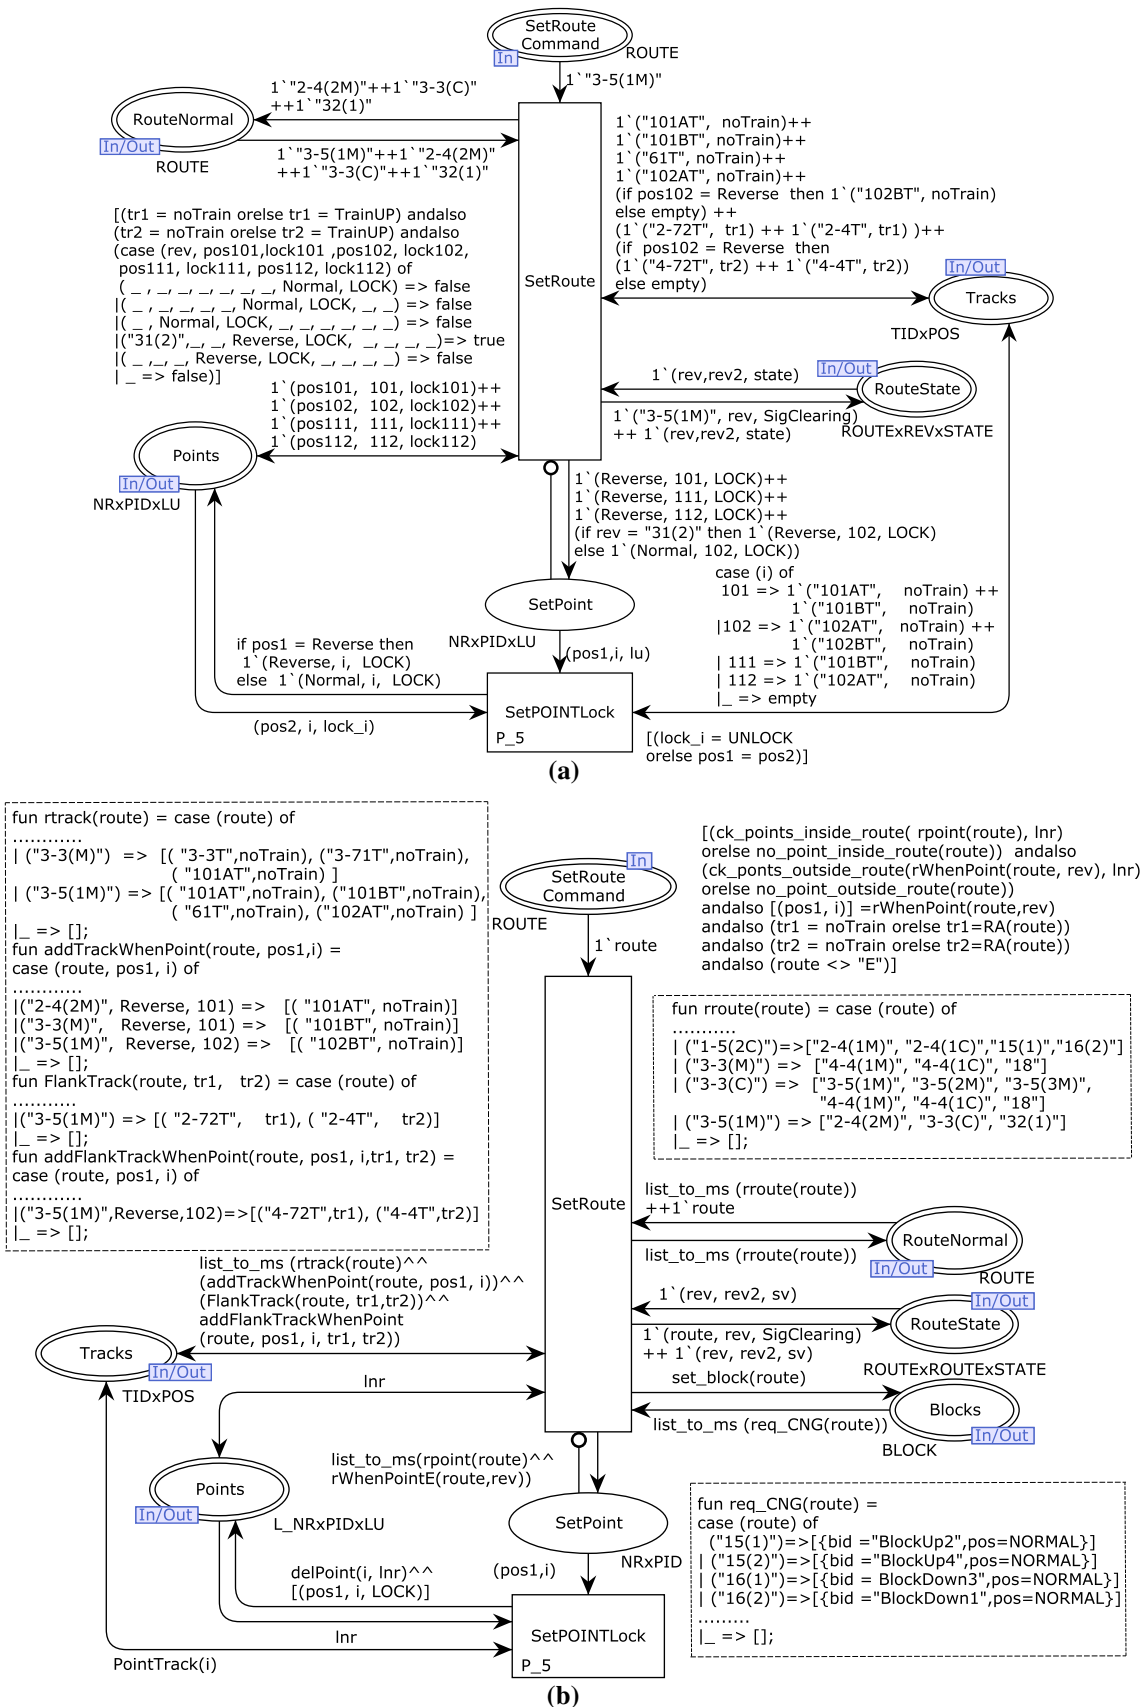 SetRoute
Command
In
ROUTE
1`"3-5(1M)"
1`"2-4(2M)"++1`"3-3(C)"
++1`"32(1)"
RouteNormal
In/Out
ROUTE
1`"3-5(1M)"++1`"2-4(2M)"
++1`"3-3(C)"++1`"32(1)"
1`("101AT", noTrain)++
1`("101BT", noTrain)++
1`("61T", noTrain)++
1`("102AT", noTrain)++
(if pos102 = Reverse then 1`("102BT", noTrain)
else empty) ++
(1`("2-72T", tr1) ++ 1`("2-4T", tr1) )++
(if pos102 = Reverse then
(1`("4-72T", tr2) ++ 1`("4-4T", tr2))
else empty)
[(tr1 = noTrain orelse tr1 = TrainUP) andalso
(tr2 = noTrain orelse tr2 = TrainUP) andalso
(case (rev, pos101,lock101 ,pos102, lock102,
pos111, lock111, pos112, lock112) of
( _ , _, _, _, _, _, _, Normal, LOCK) => false
|( _ , _, _, _, _, Normal, LOCK, _, _) => false
|( _ , Normal, LOCK, _, _, _, _, _, _) => false
|("31(2)",_, _, Reverse, LOCK, _, _, _, _)=> true
|( _ ,_, _, Reverse, LOCK, _, _, _, _) => false
| _ => false)]
SetRoute
In/Out
Tracks
TIDxPOS
1`(rev,rev2, state)
In/Out
RouteState
1`("3-5(1M)", rev, SigClearing)
++ 1`(rev,rev2, state)
ROUTExREVxSTATE
1`(pos101, 101, lock101)++
1`(pos102, 102, lock102)++
1`(pos111, 111, lock111)++
1`(pos112, 112, lock112)
Points
In/Out
NRxPIDxLU
1`(Reverse, 101, LOCK)++
1`(Reverse, 111, LOCK)++
1`(Reverse, 112, LOCK)++
(if rev = "31(2)" then 1`(Reverse, 102, LOCK)
else 1`(Normal, 102, LOCK))
SetPoint
NRxPIDxLU
(pos1,i, lu)
case (i) of
101 => 1`("101AT", noTrain) ++
1`("101BT", noTrain)
|102 => 1`("102AT", noTrain) ++
1`("102BT", noTrain)
| 111 => 1`("101BT", noTrain)
| 112 => 1`("102AT", noTrain)
|_ => empty
if pos1 = Reverse then
1`(Reverse, i, LOCK)
else 1`(Normal, i, LOCK)
(pos2, i, lock_i)
SetPOINTLock
P_5
[(lock_i = UNLOCK
orelse pos1 = pos2)]
(a)
fun rtrack(route) = case (route) of
............
| ("3-3(M)") => [( "3-3T",noTrain), ("3-71T",noTrain),
( "101AT",noTrain) ]
| ("3-5(1M)") => [( "101AT",noTrain), ("101BT",noTrain),
( "61T",noTrain), ("102AT",noTrain) ]
|_ => [];
fun addTrackWhenPoint(route, pos1,i) =
case (route, pos1, i) of
............
|("2-4(2M)", Reverse, 101) => [( "101AT", noTrain)]
|("3-3(M)", Reverse, 101) => [( "101BT", noTrain)]
|("3-5(1M)", Reverse, 102) => [( "102BT", noTrain)]
|_ => [];
fun FlankTrack(route, tr1, tr2) = case (route) of
............
|("3-5(1M)") => [( "2-72T", tr1), ( "2-4T", tr2)]
|_ => [];
fun addFlankTrackWhenPoint(route, pos1, i,tr1, tr2) =
case (route, pos1, i) of
............
|("3-5(1M)",Reverse,102)=>[("4-72T",tr1), ("4-4T",tr2)]
|_ => [];
In
SetRoute
Command
ROUTE
1`route
[(ck_points_inside_route( rpoint(route), lnr)
orelse no_point_inside_route(route)) andalso
(ck_ponts_outside_route(rWhenPoint(route, rev), lnr)
orelse no_point_outside_route(route))
andalso [(pos1, i)] =rWhenPoint(route,rev)
andalso (tr1 = noTrain orelse tr1=RA(route))
andalso (tr2 = noTrain orelse tr2=RA(route))
andalso (route <> "E")]
fun rroute(route) = case (route) of
...........
| ("1-5(2C)")=>["2-4(1M)", "2-4(1C)","15(1)","16(2)"]
| ("3-3(M)") => ["4-4(1M)", "4-4(1C)", "18"]
| ("3-3(C)") => ["3-5(1M)", "3-5(2M)", "3-5(3M)",
"4-4(1M)", "4-4(1C)", "18"]
| ("3-5(1M)") => ["2-4(2M)", "3-3(C)", "32(1)"]
|_ => [];
SetRoute
list_to_ms (rroute(route))
++1`route
list_to_ms (rroute(route))
RouteNormal
In/Out
ROUTE
1`(rev, rev2, sv)
In/Out
RouteState
1`(route, rev, SigClearing)
++ 1`(rev, rev2, sv)
ROUTExROUTExSTATE
set_block(route)
Blocks
list_to_ms (req_CNG(route))
In/Out
BLOCK
list_to_ms (rtrack(route)^^
(addTrackWhenPoint(route, pos1, i))^^
(FlankTrack(route, tr1,tr2))^^
addFlankTrackWhenPoint
(route, pos1, i, tr1, tr2))
Tracks
In/Out
TIDxPOS
lnr
list_to_ms(rpoint(route)^^
rWhenPointE(route,rev))
Points
In/Out
L_NRxPIDxLU
SetPoint
NRxPID
(pos1,i)
delPoint(i, lnr)^^
[(pos1, i, LOCK)]
lnr
PointTrack(i)
SetPOINTLock
P_5
fun req_CNG(route) =
case (route) of
("15(1)")=>[{bid ="BlockUp2",pos=NORMAL}]
| ("15(2)")=>[{bid ="BlockUp4",pos=NORMAL}]
| ("16(1)")=>[{bid = BlockDown3",pos=NORMAL}]
| ("16(2)")=>[{bid ="BlockDown1",pos=NORMAL}]
.........
|_ => [];
(b)